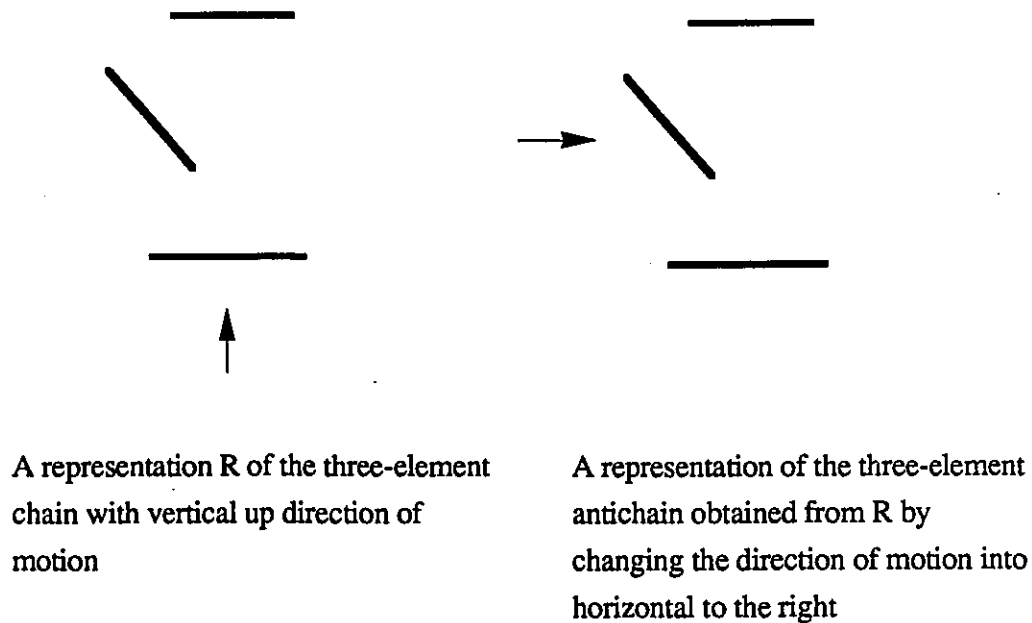 A representation R of the three-element
chain with vertical up direction of
motion
A representation of the three-element
antichain obtained from R by
changing the direction of motion into
horizontal to the right